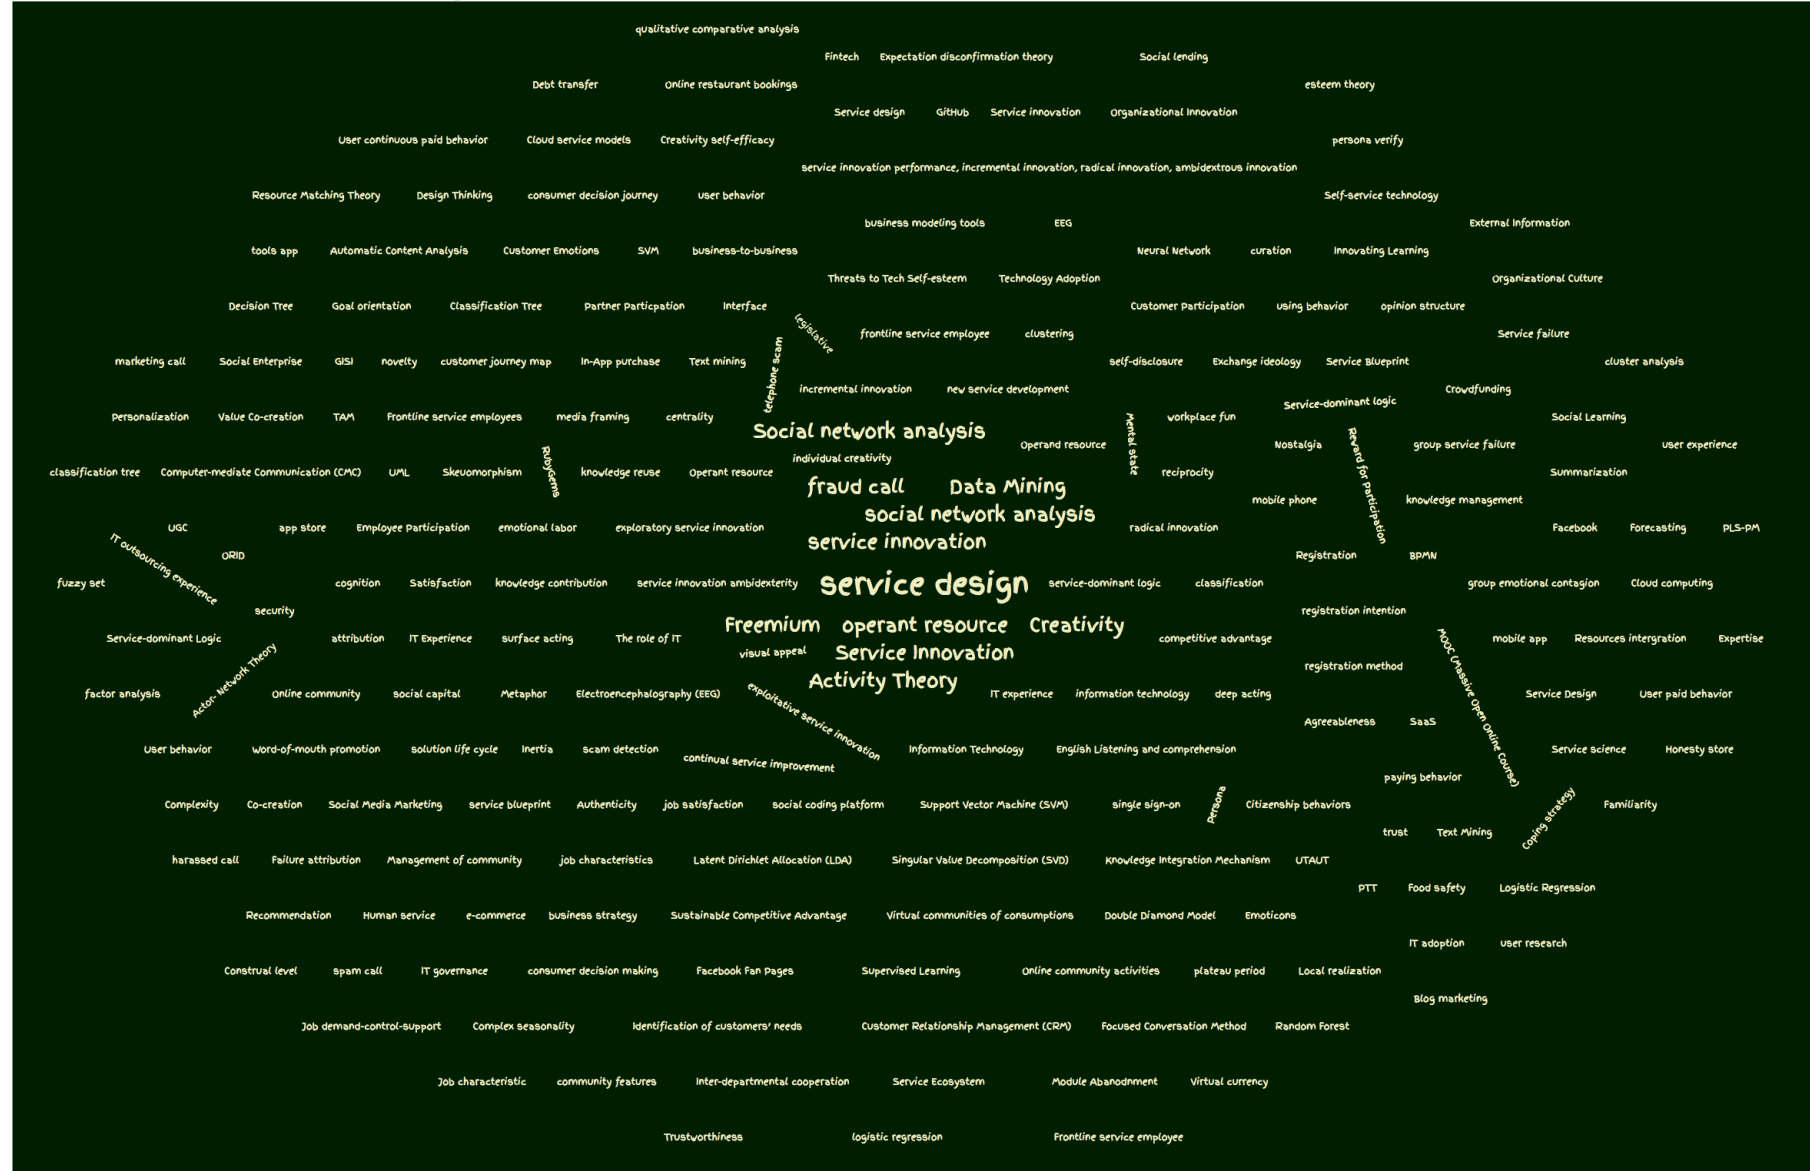 qualitative comparative analysis
Fintech Expectation disconfirmation theory Social lending
Debt transfer Online restaurant bookings esteem theory
Service design GitHub Service innovation Organizational Innovation
User continuous paid behavior Cloud service models Creativity self-efficacy persona verify
service innovation performance, incremental innovation, radical innovation, ambidextrous innovation
Resource Matching Theory Design Thinking consumer decision journey user behavior Self-service technology
business modeling tools EEG External Information
tools app Automatic Content Analysis Customer Emotions SVM business-to-business Neural Network curation Innovating Learning
Threats to Tech Self-esteem Technology Adoption Organizational Culture
Decision Tree Goal orientation Classification Tree Partner Particpation Interface Customer Participation using behavior opinion structure
legislative
frontline service employee clustering Service failure
marketing call Social Enterprise GISI novelty customer journey map In-App purchase Text mining self-disclosure Exchange ideology Service Blueprint cluster analysis
telephone scam
incremental innovation new service development Crowdfunding
Service-dominant logic
Personalization Value Co-creation TAM Frontline service employees media framing centrality workplace fun Social Learning
Social network analysis
Mental state
Operand resource Nostalgia group service failure user experience
individual creativity
classification tree Computer-mediate Communication (CMC) UML Skeuomorphism RubyGems knowledge reuse Operant resource reciprocity Summarization
Reward for Participation
fraud call Data Mining
mobile phone knowledge management
social network analysis
UGC app store Employee Participation emotional labor exploratory service innovation radical innovation Facebook Forecasting PLS-PM
service innovation
ORID Registration BPMN
IT outsourcing experience
fuzzy set cognition Satisfaction knowledge contribution service innovation ambidexterity service design service-dominant logic classification group emotional contagion Cloud computing
security registration intention
Freemium operant resource Creativity
Service-dominant Logic attribution IT Experience surface acting The role of IT competitive advantage mobile app Resources intergration Expertise
visual appeal Service Innovation
registration method
Actor- Network Theory
Activity Theory
factor analysis Online community social capital Metaphor Electroencephalography (EEG) IT experience information technology deep acting Service Design User paid behavior
MOOC (Massive Open Online Course)
exploitative service innovation
Agreeableness SaaS
User behavior Word-of-mouth promotion solution life cycle Inertia scam detection Information Technology English Listening and comprehension Service science Honesty store
continual service improvement
paying behavior
Complexity Co-creation Social Media Marketing service blueprint Authenticity job satisfaction social coding platform Support Vector Machine (SVM) single sign-on Persona Citizenship behaviors Familiarity
Coping strategy
trust Text Mining
harassed call Failure attribution Management of community job characteristics Latent Dirichlet Allocation (LDA) Singular Value Decomposition (SVD) Knowledge Integration Mechanism UTAUT
PTT Food safety Logistic Regression
Recommendation Human service e-commerce business strategy Sustainable Competitive Advantage Virtual communities of consumptions Double Diamond Model Emoticons
IT adoption user research
Construal level spam call IT governance consumer decision making Facebook Fan Pages Supervised Learning Online community activities plateau period Local realization
Blog marketing
Job demand-control-support Complex seasonality Identification of customers' needs Customer Relationship Management (CRM) Focused Conversation Method Random Forest
Job characteristic community features Inter-departmental cooperation Service Ecosystem Module Abanodnment Virtual currency
Trustworthiness logistic regression Frontline service employee